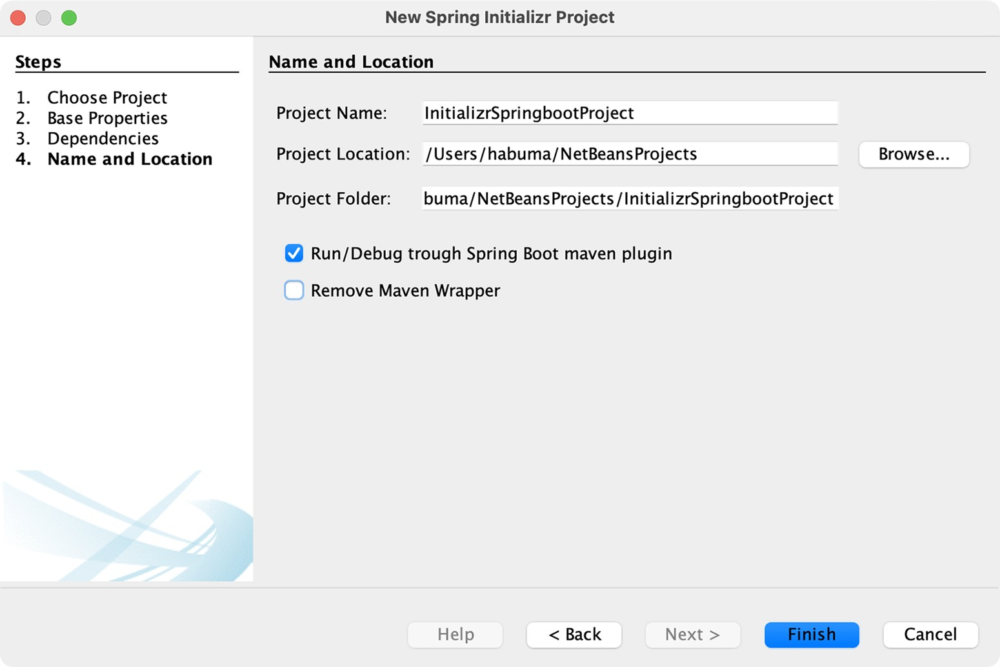 New Spring Initializr Project
Steps
1. Choose Project
2. Base Properties
3. Dependencies
4. Name and Location
Name and Location
Project Name: InitializrSpringbootProject
Project Location: /Users/habuma/NetBeansProjects Browse...
Project Folder: buma/NetBeansProjects/InitializrSpringbootProject
Run/Debug trough Spring Boot maven plugin
Remove Maven Wrapper
Help < Back Next > Finish Cancel